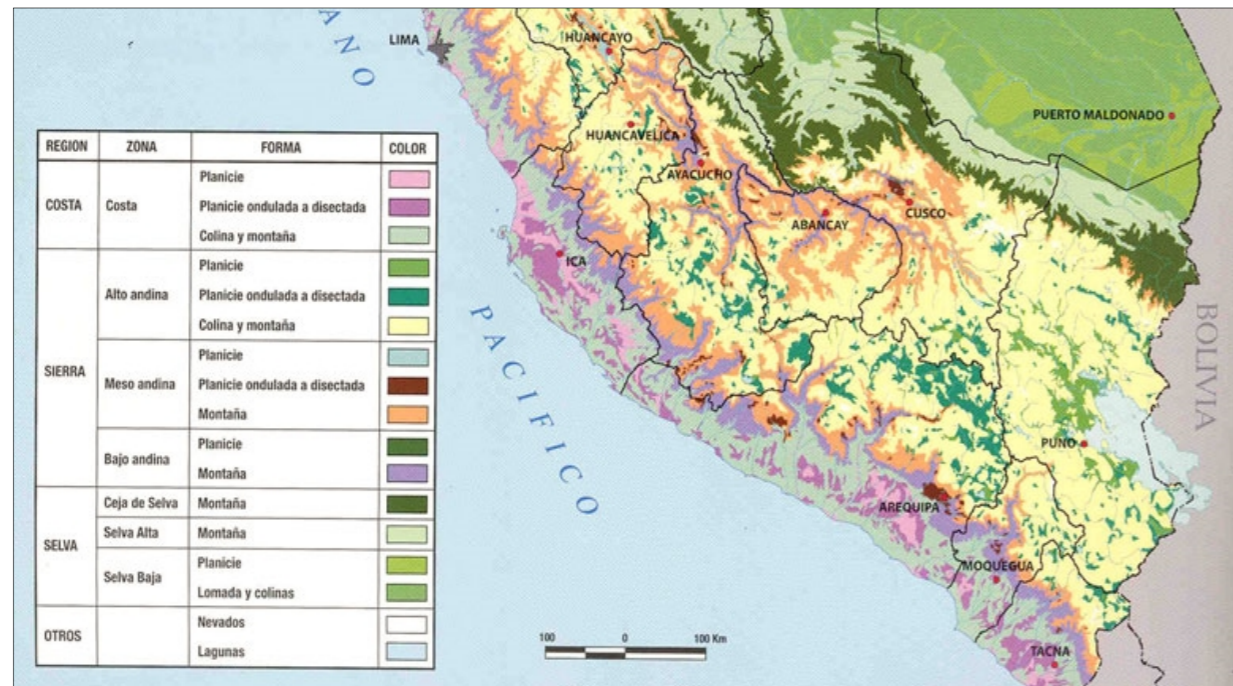 ANO
LIMA
HUANCAYO
PUERTO MALDONADO
HUANCAVELICA
AYACUCHO
ABANCAY
CUSCO
ICA
PACIFICO
BOLIVIA
PUNO
AREQUIPA
MOQUEGUA
TACNA
REGION ZONA FORMA COLOR
COSTA Costa Planicie
Planicie ondulada a disectada
Colina y montaña
SIERRA Alto andina Planicie
Planicie ondulada a disectada
Colina y montaña
Meso andina Planicie
Planicie ondulada a disectada
Montaña
Bajo andina Planicie
Montaña
SELVA Ceja de Selva Montaña
Selva Alta Montaña
Selva Baja Planicie
Lomada y colinas
OTROS Nevados
Lagunas
100 0 100 Km